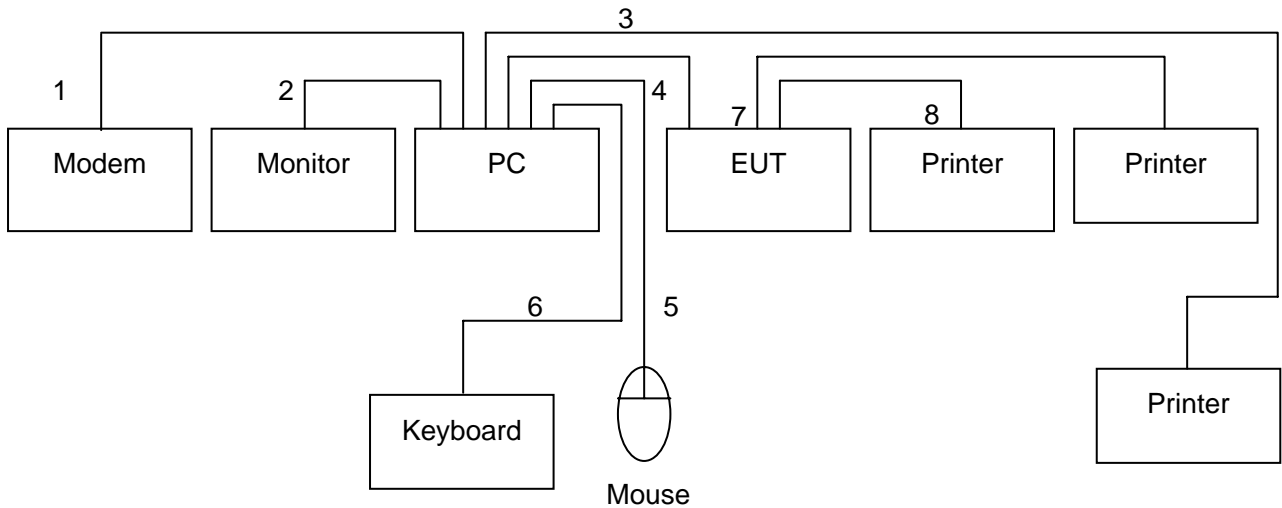 3
1
2
4
7
8
Modem
Monitor
PC
EUT
Printer
Printer
6
5
Keyboard
Printer
Mouse